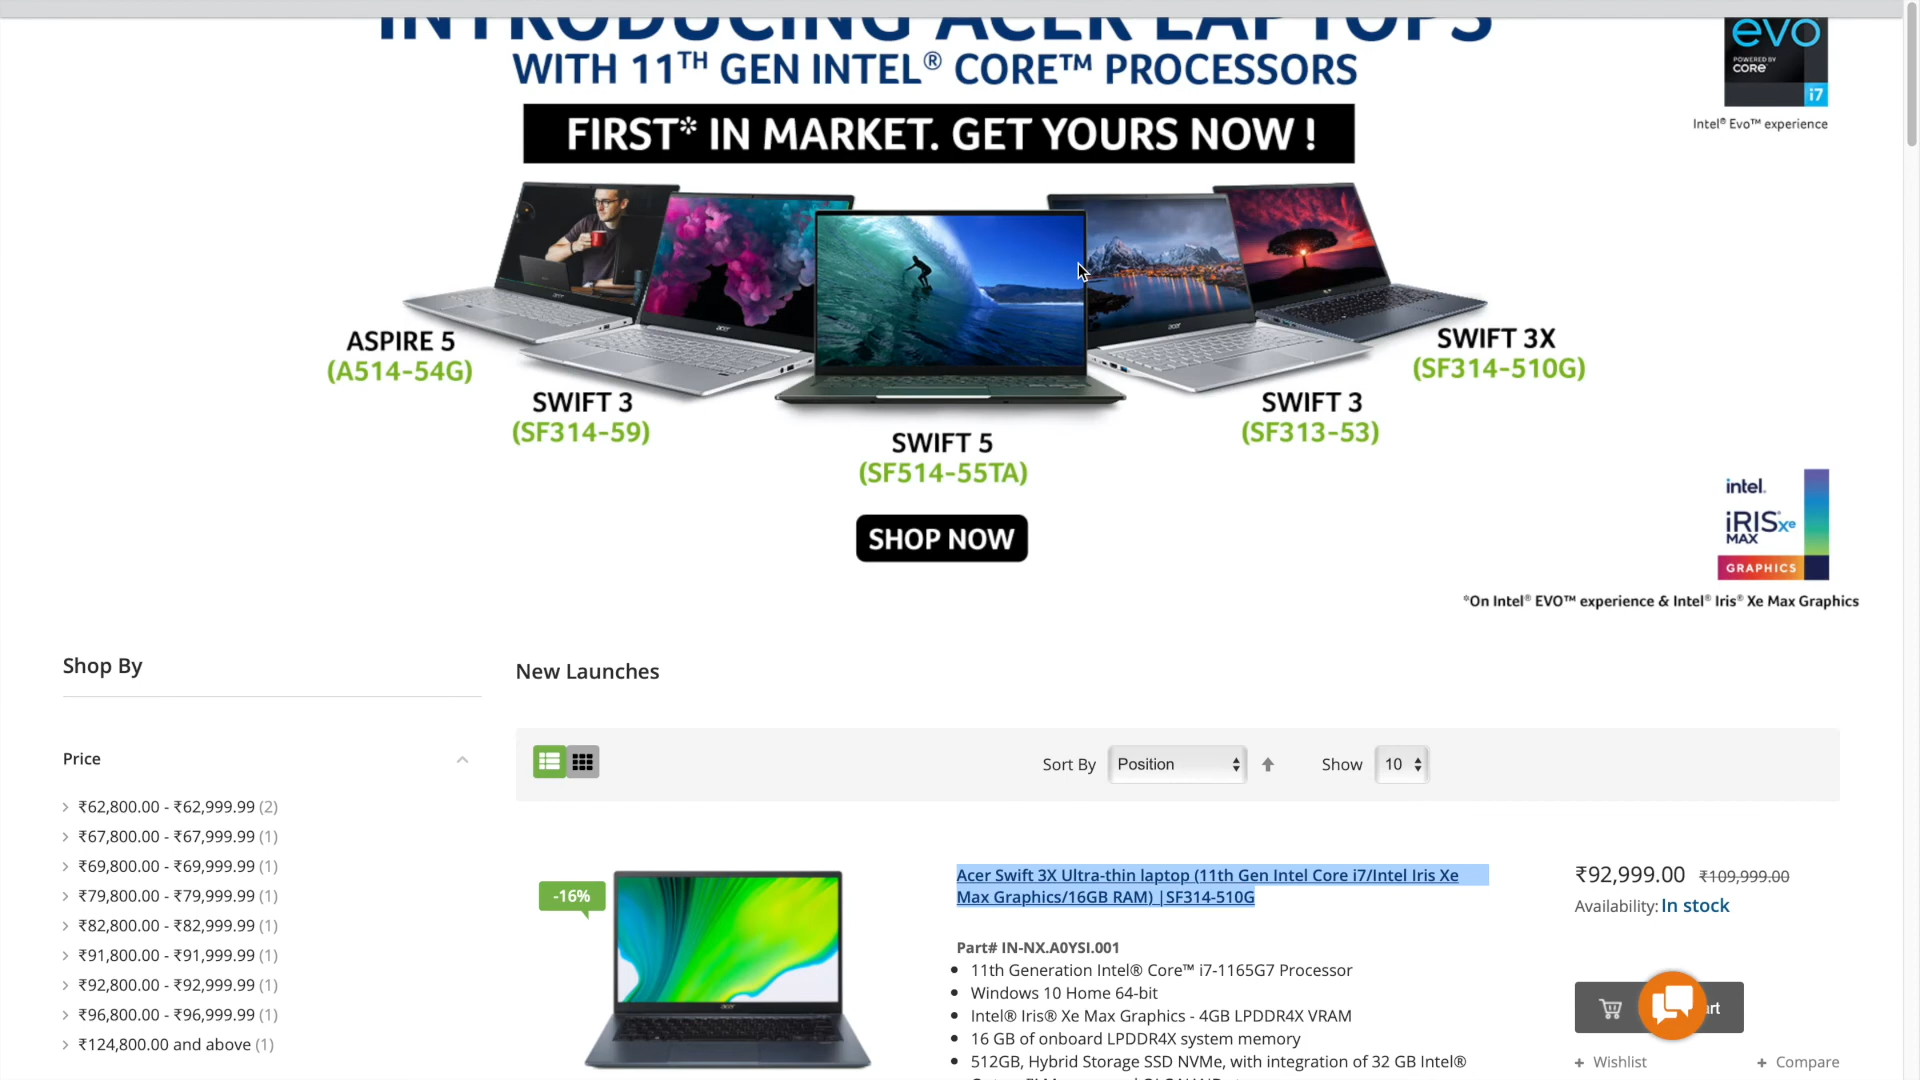 INTRODUCING ACER LAPTOPS
WITH 11TH GEN INTEL® CORE™ PROCESSORS
FIRST* IN MARKET. GET YOURS NOW !
evo
POWERED BY
CORE
i7
Intel® Evo™ experience
ASPIRE 5
(A514-54G)
SWIFT 3
(SF314-59)
SWIFT 5
(SF514-55TA)
SWIFT 3
(SF313-53)
SWIFT 3X
(SF314-510G)
SHOP NOW
intel.
iRISxe
MAX
GRAPHICS
*On Intel® EVO™ experience & Intel® Iris® Xe Max Graphics
Shop By
Price
₹62,800.00 - ₹62,999.99 (2)
₹67,800.00 - ₹67,999.99 (1)
₹69,800.00 - ₹69,999.99 (1)
₹79,800.00 - ₹79,999.99 (1)
₹82,800.00 - ₹82,999.99 (1)
₹91,800.00 - ₹91,999.99 (1)
₹92,800.00 - ₹92,999.99 (1)
₹96,800.00 - ₹96,999.99 (1)
₹124,800.00 and above (1)
New Launches
Sort By Position Show 10
-16%
Acer Swift 3X Ultra-thin laptop (11th Gen Intel Core i7/Intel Iris Xe
Max Graphics/16GB RAM) |SF314-510G
Part# IN-NX.A0YSI.001
11th Generation Intel® Core™ i7-1165G7 Processor
Windows 10 Home 64-bit
Intel® Iris® Xe Max Graphics - 4GB LPDDR4X VRAM
16 GB of onboard LPDDR4X system memory
512GB, Hybrid Storage SSD NVMe, with integration of 32 GB Intel®
₹92,999.00 ₹109,999.00
Availability: In stock
+ Wishlist + Compare